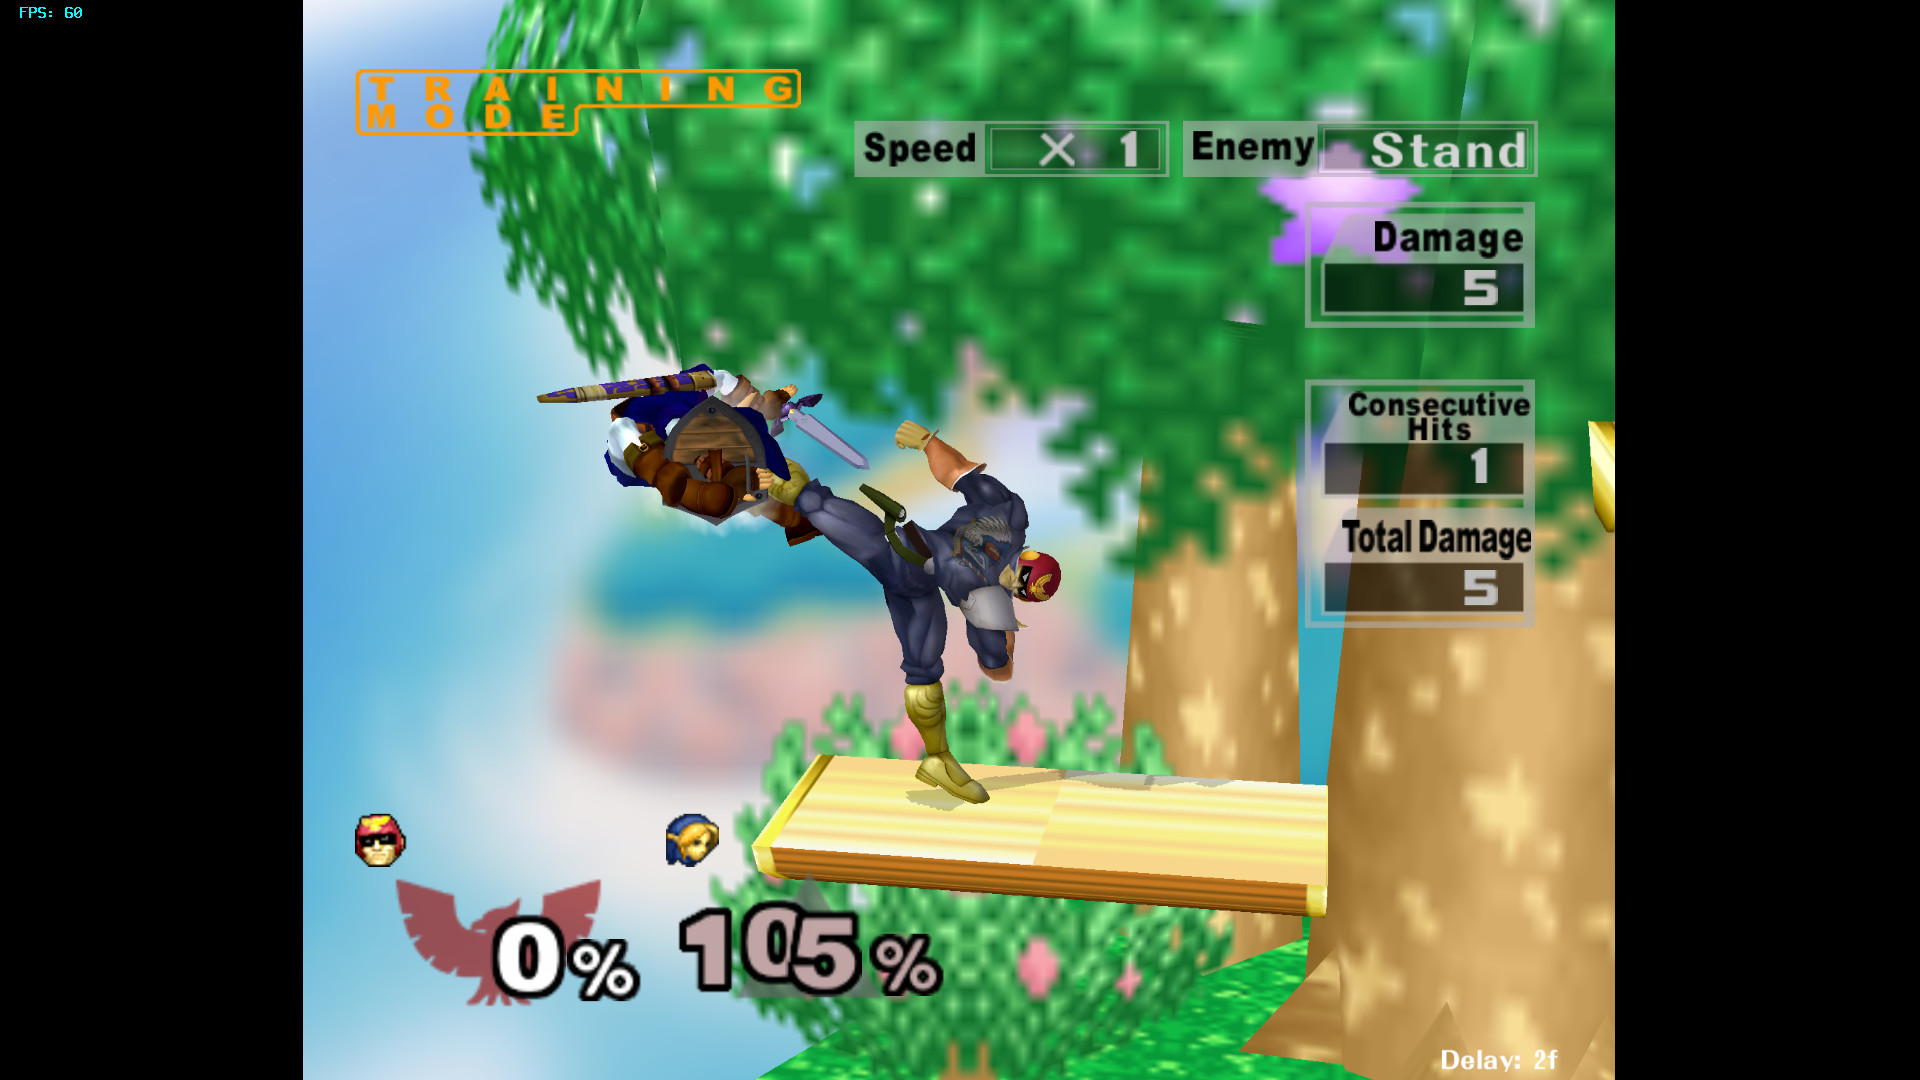 FPS: 60
TRAINING
MODE
Speed × 1 Enemy Stand
Damage
5
Consecutive
Hits
1
Total Damage
5
0% 105%
Delay: 2f